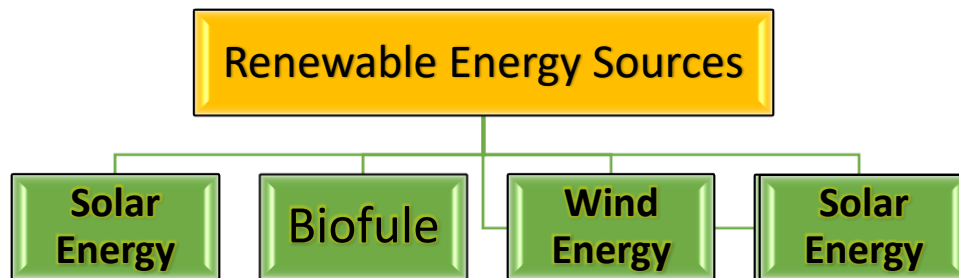 Renewable Energy Sources
Solar
Energy
Biofule
Wind
Energy
Solar
Energy